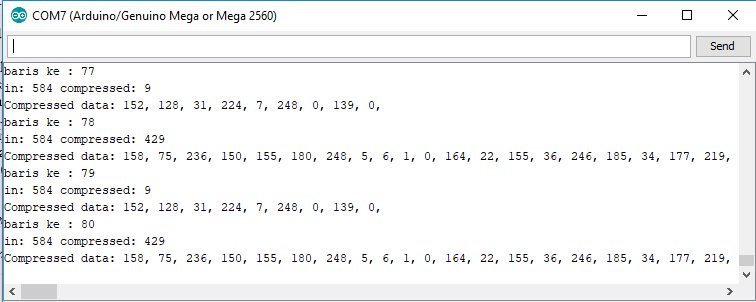 COM7 (Arduino/Genuino Mega or Mega 2560)
Send
baris ke : 77
in: 584 compressed: 9
Compressed data: 152, 128, 31, 224, 7, 248, 0, 139, 0,
baris ke : 78
in: 584 compressed: 429
Compressed data: 158, 75, 236, 150, 155, 180, 248, 5, 6, 1, 0, 164, 22, 155, 36, 246, 185, 34, 177, 219,
baris ke : 79
in: 584 compressed: 9
Compressed data: 152, 128, 31, 224, 7, 248, 0, 139, 0,
baris ke : 80
in: 584 compressed: 429
Compressed data: 158, 75, 236, 150, 155, 180, 248, 5, 6, 1, 0, 164, 22, 155, 36, 246, 185, 34, 177, 219,